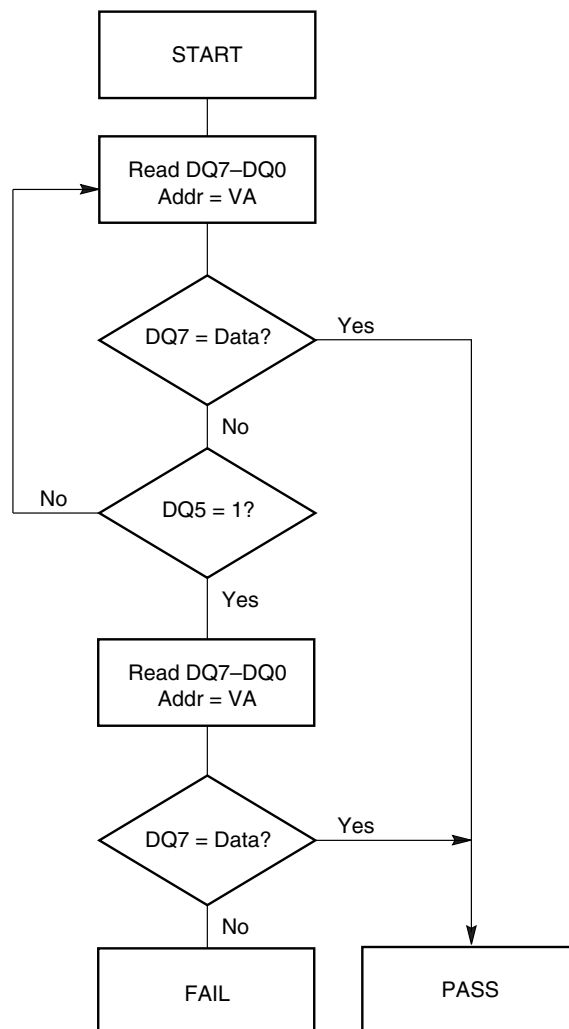 START
Read DQ7–DQ0
Addr = VA
DQ7 = Data?
Yes
No
No
DQ5 = 1?
Yes
Read DQ7–DQ0
Addr = VA
DQ7 = Data?
Yes
No
FAIL
PASS